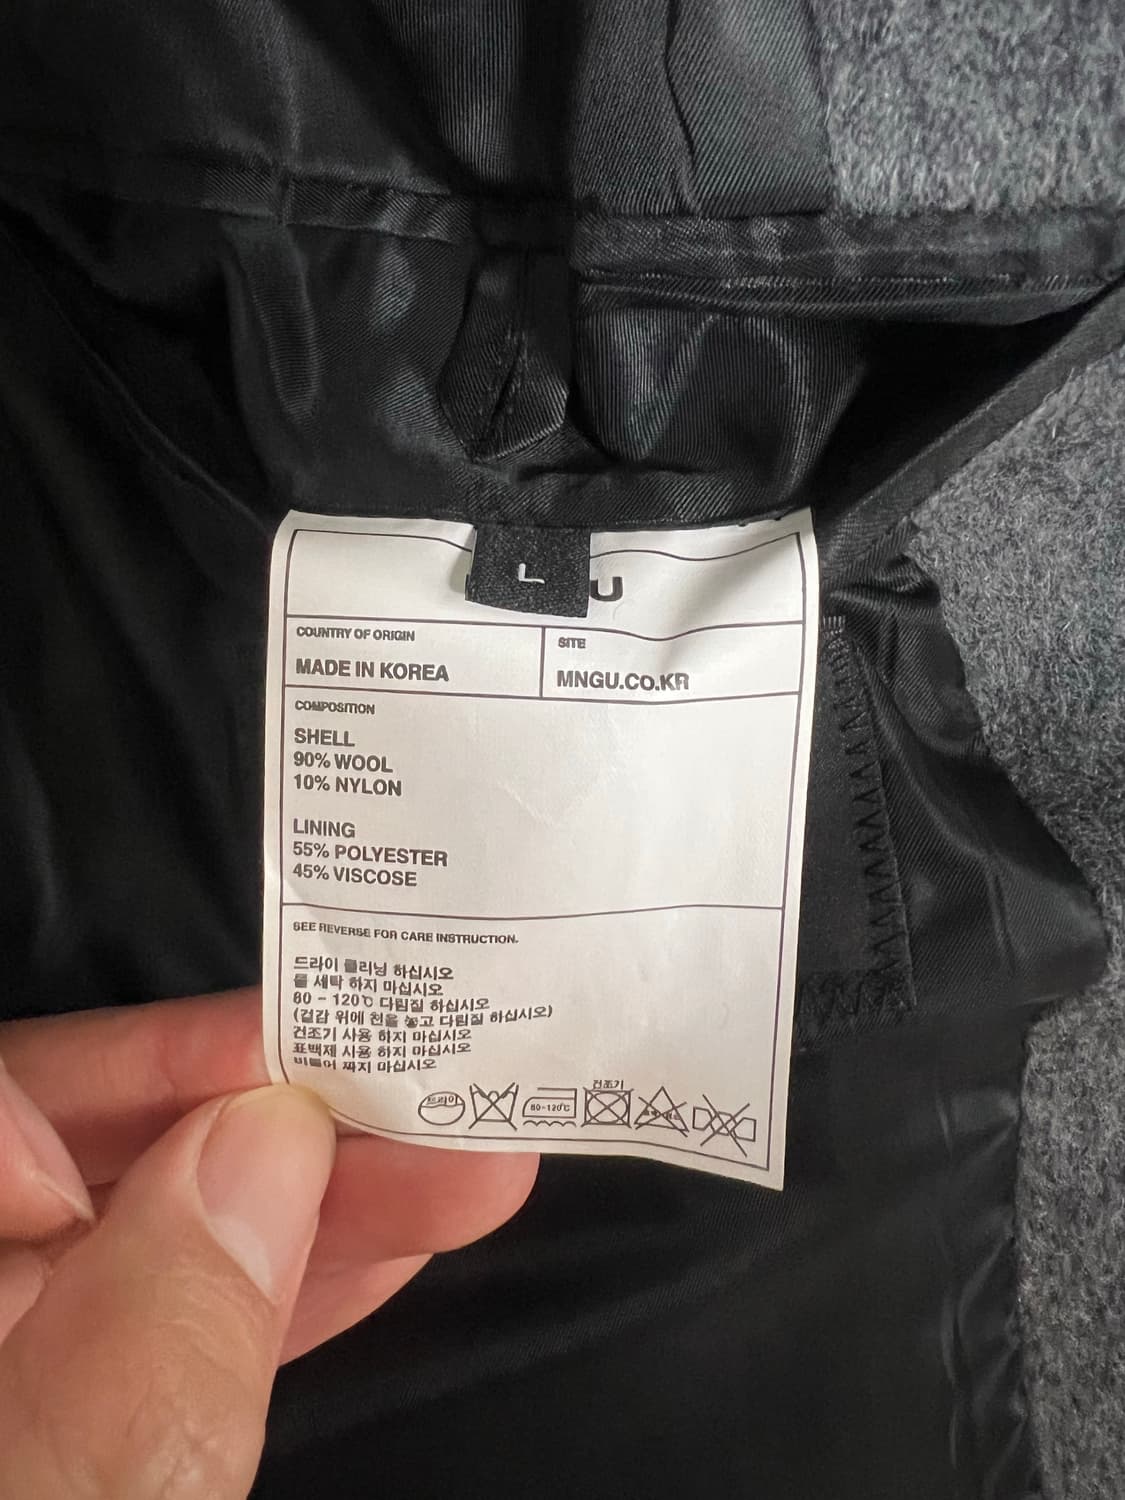 L
U
COUNTRY OF ORIGIN
MADE IN KOREA
SITE
MNGU.CO.KR
COMPOSITION
SHELL
90% WOOL
10% NYLON
LINING
55% POLYESTER
45% VISCOSE
SEE REVERSE FOR CARE INSTRUCTION.
드라이 클리닝 하십시오
물 세탁 하지 마십시오
80 - 120℃ 다림질 하십시오
(겉감 위에 천을 놓고 다림질 하십시오)
건조기 사용 하지 마십시오
표백제 사용 하지 마십시오
비틀어 짜지 마십시오
건조기
드라이
80-120℃